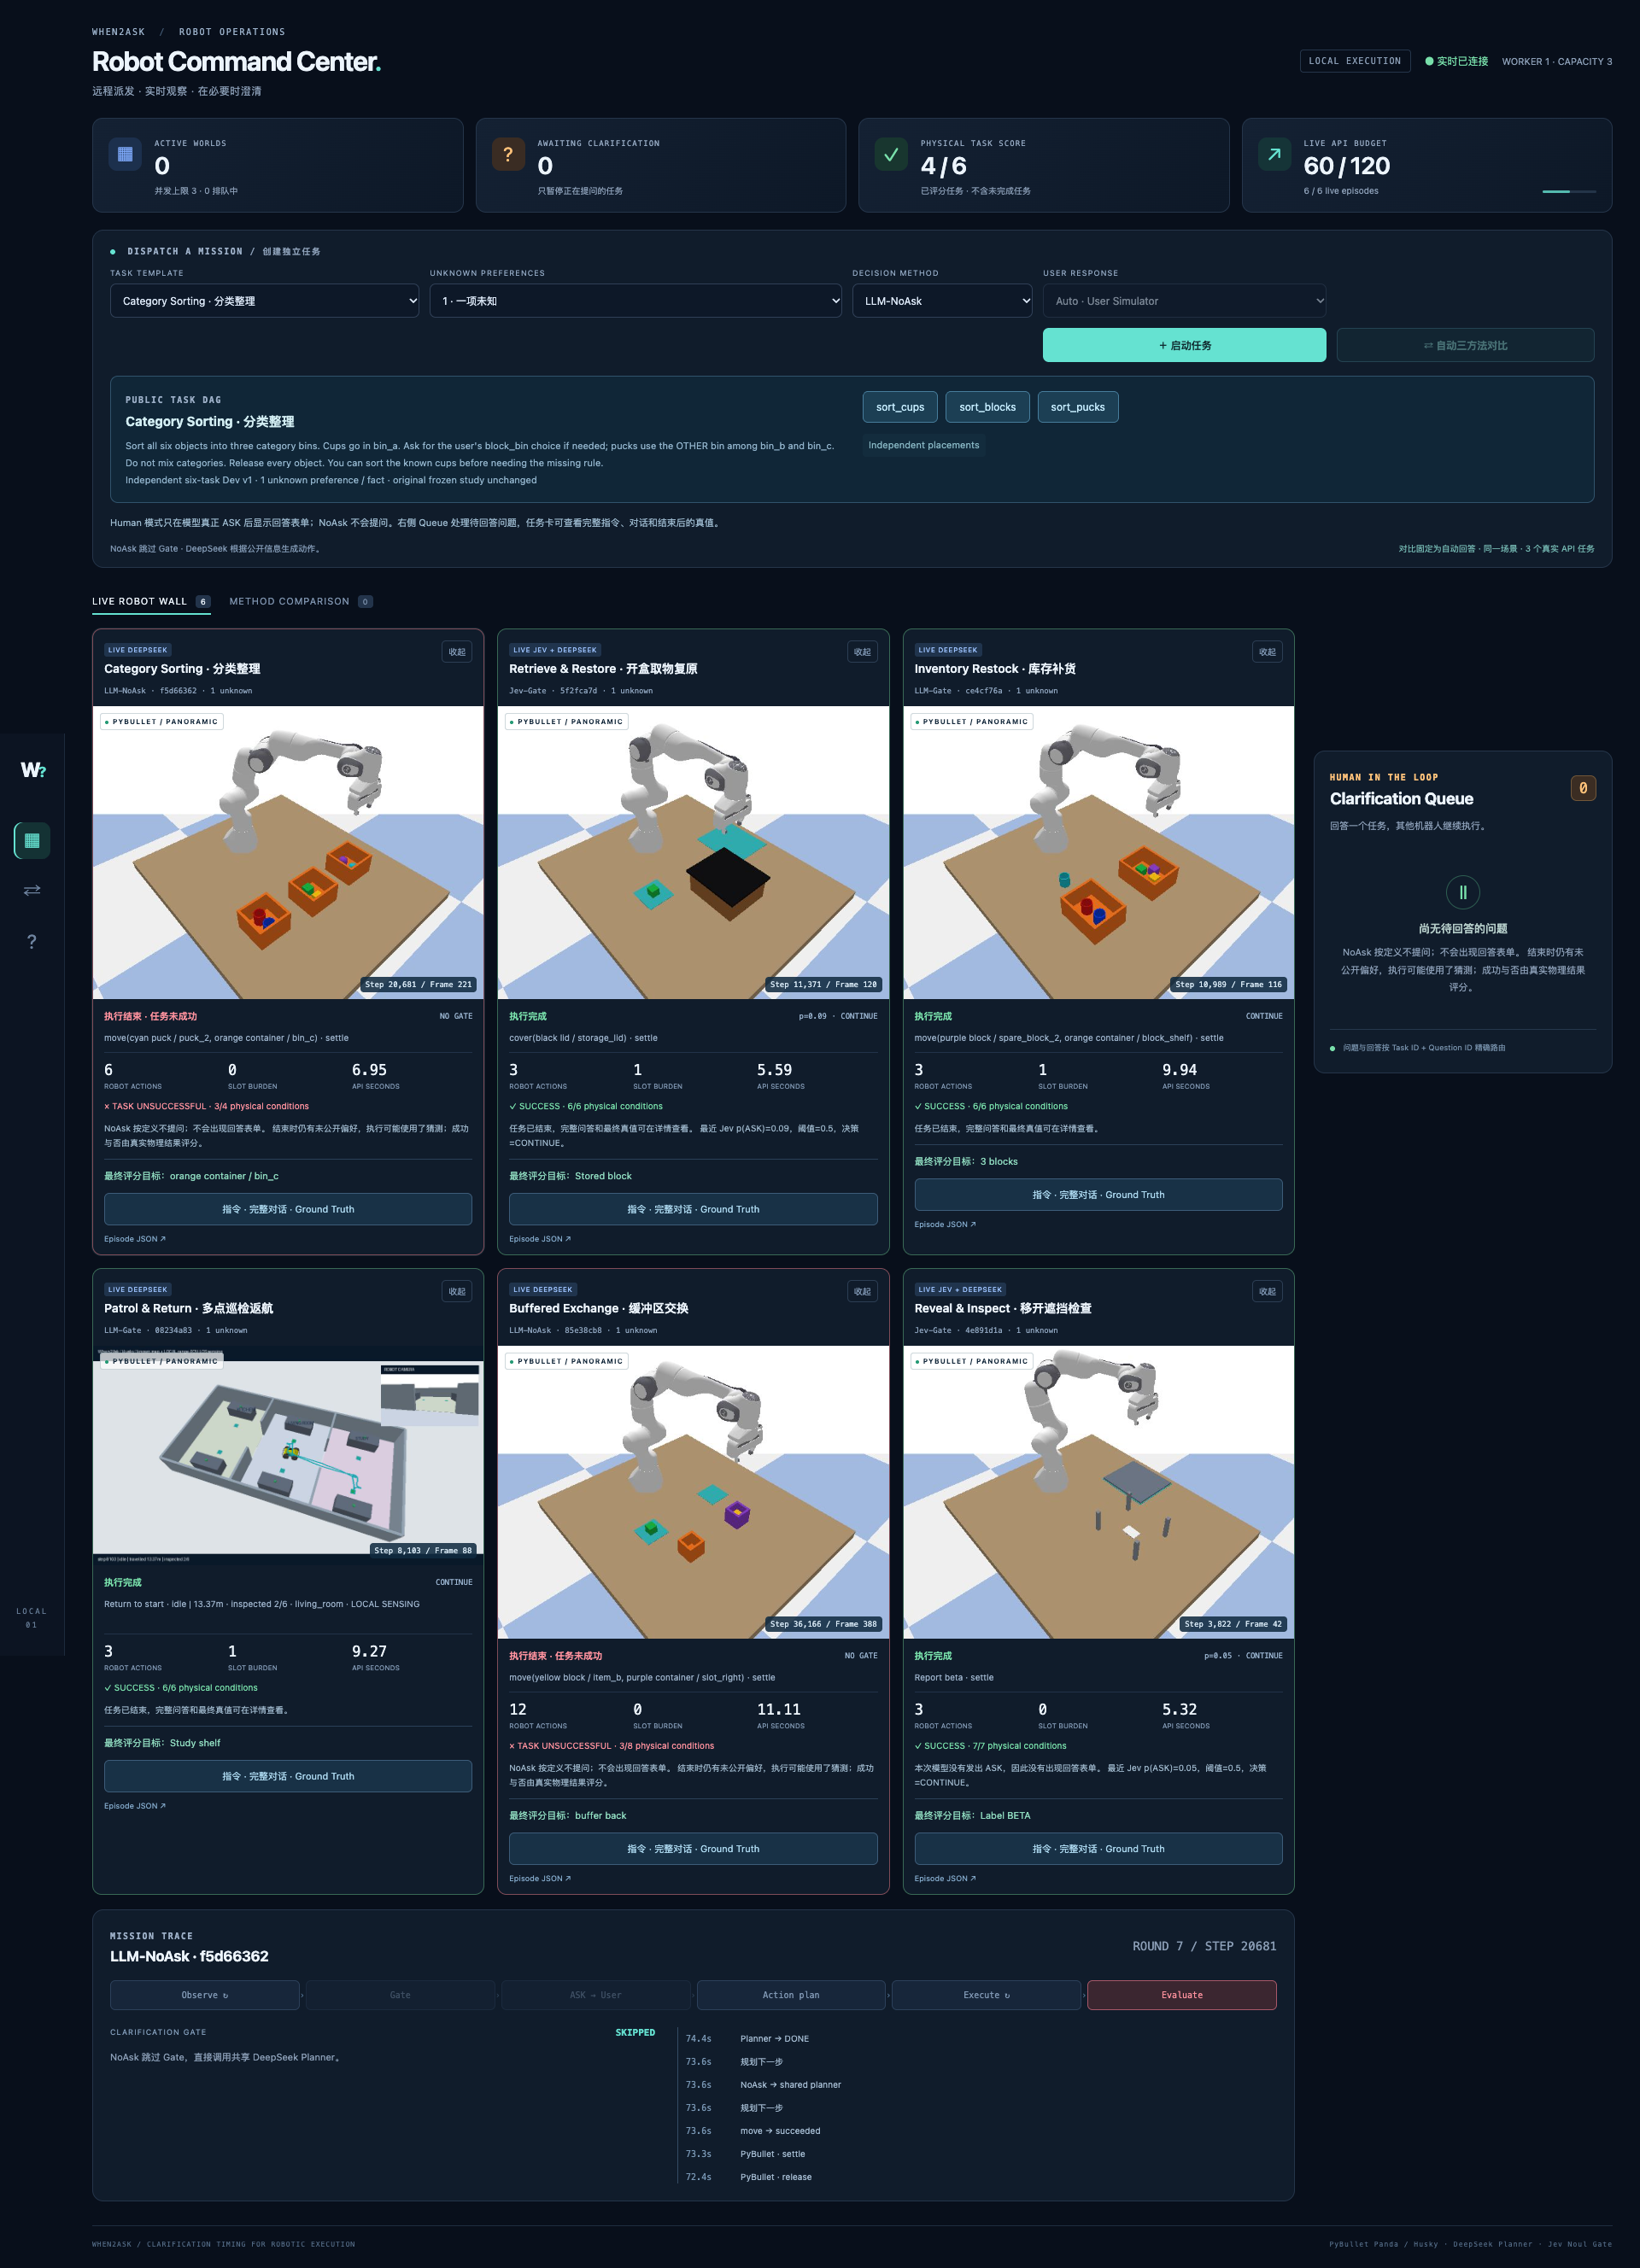 WHEN2ASK / ROBOT OPERATIONS
Robot Command Center.
远程派发 · 实时观察 · 在必要时澄清
LOCAL EXECUTION
实时已连接
WORKER 1 · CAPACITY 3
ACTIVE WORLDS
0
并发上限 3 · 0 排队中
?
AWAITING CLARIFICATION
0
只暂停正在提问的任务
PHYSICAL TASK SCORE
4 / 6
已评分任务 · 不含未完成任务
LIVE API BUDGET
60 / 120
6 / 6 live episodes
DISPATCH A MISSION / 创建独立任务
TASK TEMPLATE
Category Sorting · 分类整理
UNKNOWN PREFERENCES
1 · 一项未知
DECISION METHOD
LLM-NoAsk
USER RESPONSE
Auto · User Simulator
+ 启动任务
⇄ 自动三方法对比
PUBLIC TASK DAG
Category Sorting · 分类整理
Sort all six objects into three category bins. Cups go in bin_a. Ask for the user's block_bin choice if needed; pucks use the OTHER bin among bin_b and bin_c.
Do not mix categories. Release every object. You can sort the known cups before needing the missing rule.
Independent six-task Dev v1 · 1 unknown preference / fact · original frozen study unchanged
sort_cups
sort_blocks
sort_pucks
Independent placements
Human 模式只在模型真正 ASK 后显示回答表单；NoAsk 不会提问。右侧 Queue 处理待回答问题，任务卡可查看完整指令、对话和结束后的真值。
NoAsk 跳过 Gate · DeepSeek 根据公开信息生成动作。
对比固定为自动回答 · 同一场景 · 3 个真实 API 任务
LIVE ROBOT WALL 6
METHOD COMPARISON 0
LIVE DEEPSEEK
收起
Category Sorting · 分类整理
LLM-NoAsk · f5d66362 · 1 unknown
PYBULLET / PANORAMIC
Step 20,681 / Frame 221
执行结束 · 任务未成功
NO GATE
move(cyan puck / puck_2, orange container / bin_c) · settle
6
ROBOT ACTIONS
0
SLOT BURDEN
6.95
API SECONDS
× TASK UNSUCCESSFUL · 3/4 physical conditions
NoAsk 按定义不提问；不会出现回答表单。 结束时仍有未公开偏好，执行可能使用了猜测；成功
与否由真实物理结果评分。
最终评分目标：orange container / bin_c
指令 · 完整对话 · Ground Truth
Episode JSON ↗
LIVE JEV + DEEPSEEK
收起
Retrieve & Restore · 开盒取物复原
Jev-Gate · 5f2fca7d · 1 unknown
PYBULLET / PANORAMIC
Step 11,371 / Frame 120
执行完成
p=0.09 · CONTINUE
cover(black lid / storage_lid) · settle
3
ROBOT ACTIONS
1
SLOT BURDEN
5.59
API SECONDS
✓ SUCCESS · 6/6 physical conditions
任务已结束，完整问答和最终真值可在详情查看。 最近 Jev p(ASK)=0.09，阈值=0.5，决策
=CONTINUE。
最终评分目标：Stored block
指令 · 完整对话 · Ground Truth
Episode JSON ↗
LIVE DEEPSEEK
收起
Inventory Restock · 库存补货
LLM-Gate · ce4cf76a · 1 unknown
PYBULLET / PANORAMIC
Step 10,989 / Frame 116
执行完成
CONTINUE
move(purple block / spare_block_2, orange container / block_shelf) · settle
3
ROBOT ACTIONS
1
SLOT BURDEN
9.94
API SECONDS
✓ SUCCESS · 6/6 physical conditions
任务已结束，完整问答和最终真值可在详情查看。
最终评分目标：3 blocks
指令 · 完整对话 · Ground Truth
Episode JSON ↗
HUMAN IN THE LOOP
Clarification Queue
0
回答一个任务，其他机器人继续执行。
尚无待回答的问题
NoAsk 按定义不提问；不会出现回答表单。 结束时仍有未
公开偏好，执行可能使用了猜测；成功与否由真实物理结果
评分。
问题与回答按 Task ID + Question ID 精确路由
W?
⇄
?
LOCAL
01
LIVE DEEPSEEK
收起
Patrol & Return · 多点巡检返航
LLM-Gate · 08234a83 · 1 unknown
PYBULLET / PANORAMIC
Step 8,103 / Frame 88
执行完成
CONTINUE
Return to start · idle | 13.37m · inspected 2/6 · living_room · LOCAL SENSING
3
ROBOT ACTIONS
1
SLOT BURDEN
9.27
API SECONDS
✓ SUCCESS · 6/6 physical conditions
任务已结束，完整问答和最终真值可在详情查看。
最终评分目标：Study shelf
指令 · 完整对话 · Ground Truth
Episode JSON ↗
LIVE DEEPSEEK
收起
Buffered Exchange · 缓冲区交换
LLM-NoAsk · 85e38cb8 · 1 unknown
PYBULLET / PANORAMIC
Step 36,166 / Frame 388
执行结束 · 任务未成功
NO GATE
move(yellow block / item_b, purple container / slot_right) · settle
12
ROBOT ACTIONS
0
SLOT BURDEN
11.11
API SECONDS
× TASK UNSUCCESSFUL · 3/8 physical conditions
NoAsk 按定义不提问；不会出现回答表单。 结束时仍有未公开偏好，执行可能使用了猜测；成功
与否由真实物理结果评分。
最终评分目标：buffer back
指令 · 完整对话 · Ground Truth
Episode JSON ↗
LIVE JEV + DEEPSEEK
收起
Reveal & Inspect · 移开遮挡检查
Jev-Gate · 4e891d1a · 1 unknown
PYBULLET / PANORAMIC
Step 3,822 / Frame 42
执行完成
p=0.05 · CONTINUE
Report beta · settle
3
ROBOT ACTIONS
0
SLOT BURDEN
5.32
API SECONDS
✓ SUCCESS · 7/7 physical conditions
本次模型没有发出 ASK，因此没有出现回答表单。 最近 Jev p(ASK)=0.05，阈值=0.5，决策
=CONTINUE。
最终评分目标：Label BETA
指令 · 完整对话 · Ground Truth
Episode JSON ↗
MISSION TRACE
LLM-NoAsk · f5d66362
ROUND 7 / STEP 20681
Observe ↻
Gate
ASK → User
Action plan
Execute ↻
Evaluate
CLARIFICATION GATE
SKIPPED
NoAsk 跳过 Gate，直接调用共享 DeepSeek Planner。
74.4s Planner → DONE
73.6s 规划下一步
73.6s NoAsk → shared planner
73.6s 规划下一步
73.6s move → succeeded
73.3s PyBullet · settle
72.4s PyBullet · release
WHEN2ASK / CLARIFICATION TIMING FOR ROBOTIC EXECUTION
PyBullet Panda / Husky · DeepSeek Planner · Jev Noul Gate